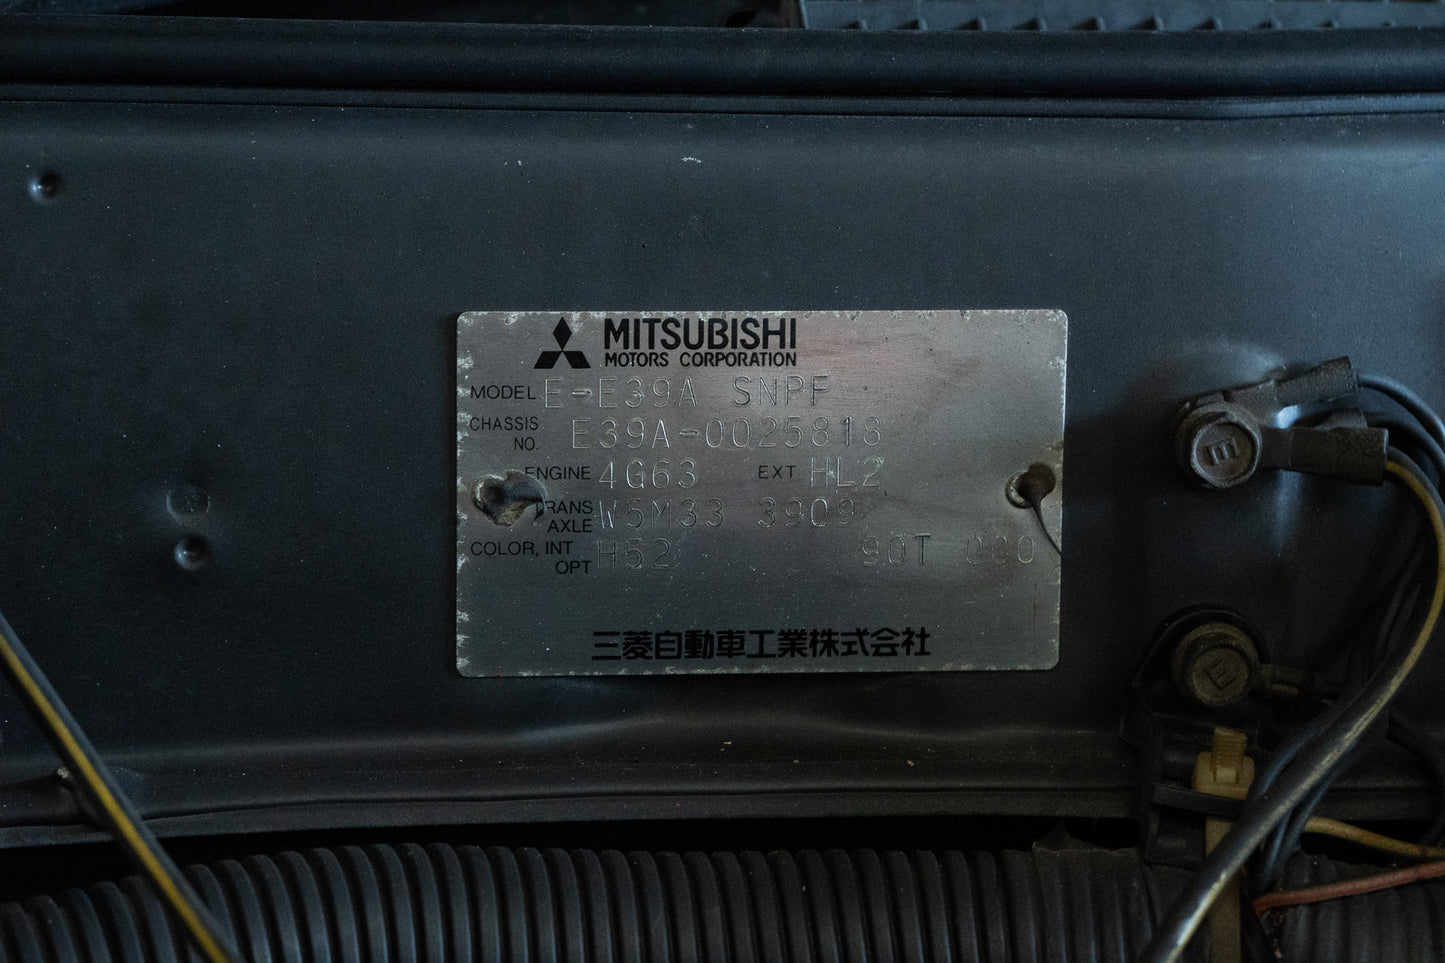 MITSUBISHI
MOTORS CORPORATION
MODEL E-E39A SNPF
CHASSIS NO. E39A-0025818
ENGINE 4G63 EXT HL2
TRANS AXLE W5M33 3909
COLOR, INT OPT H52 90T 000
三菱自動車工業株式会社
E
E